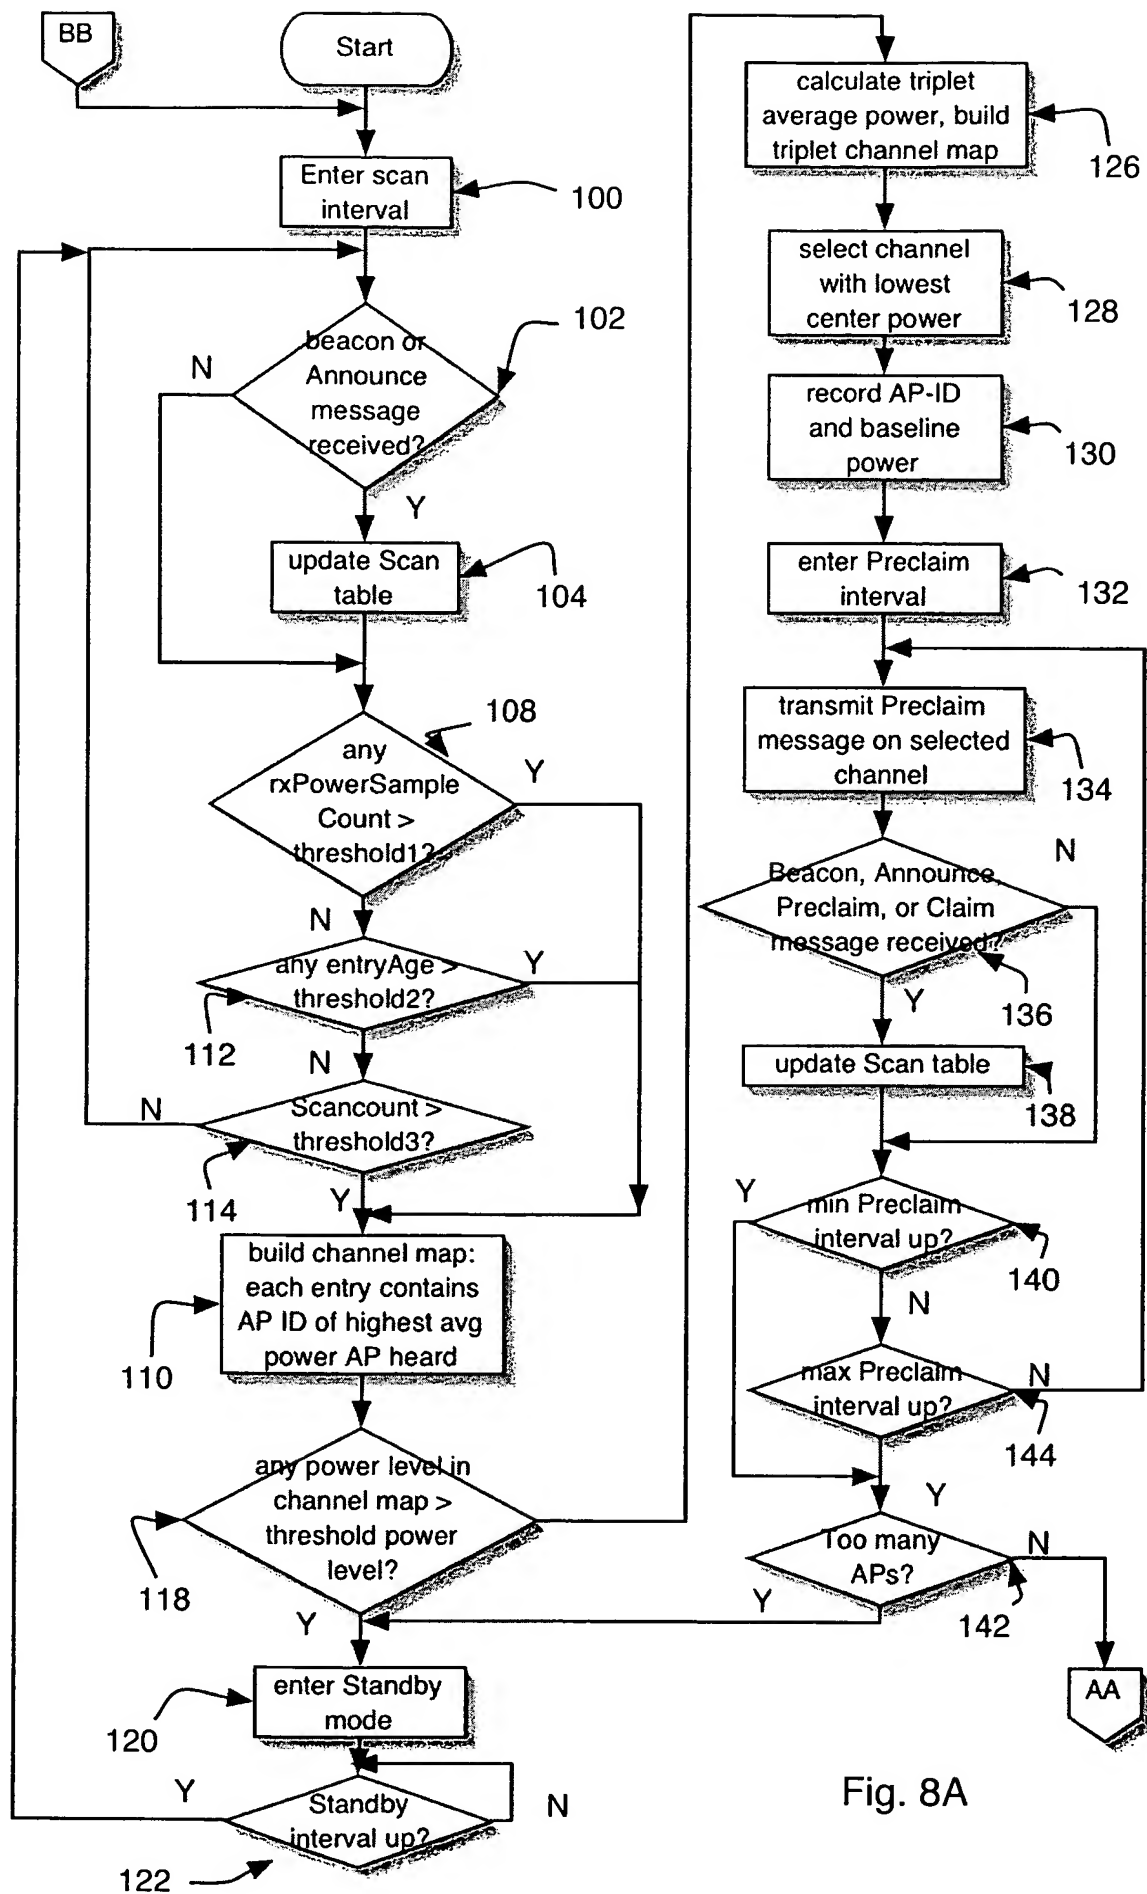 BB
Start
Enter scan
interval
100
beacon or
Announce
message
received?
102
N
Y
update Scan
table
104
any
rxPowerSample
Count >
threshold1?
108
Y
N
any entryAge >
threshold2?
Y
112
N
Scancount >
threshold3?
N
114
Y
build channel map:
each entry contains
AP ID of highest avg
power AP heard
110
any power level in
channel map >
threshold power
level?
118
Y
enter Standby
mode
120
Y
Standby
interval up?
N
122
calculate triplet
average power, build
triplet channel map
126
select channel
with lowest
center power
128
record AP-ID
and baseline
power
130
enter Preclaim
interval
132
transmit Preclaim
message on selected
channel
134
N
Beacon, Announce,
Preclaim, or Claim
message received?
136
Y
update Scan table
138
Y
min Preclaim
interval up?
140
N
max Preclaim
interval up?
N
144
Y
Too many
APs?
N
Y
142
AA
Fig. 8A